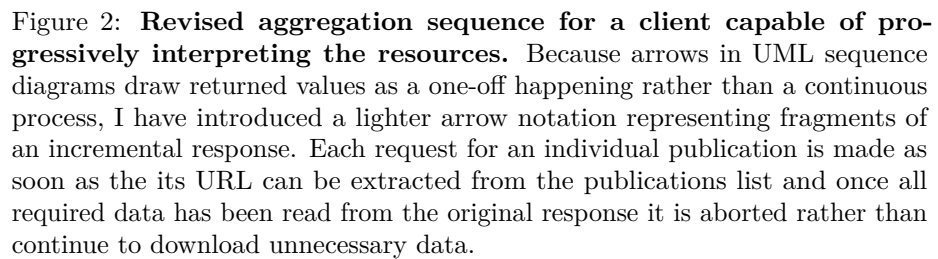 Figure 2: Revised aggregation sequence for a client capable of pro-
gressively interpreting the resources. Because arrows in UML sequence
diagrams draw returned values as a one-off happening rather than a continuous
process, I have introduced a lighter arrow notation representing fragments of
an incremental response. Each request for an individual publication is made as
soon as the its URL can be extracted from the publications list and once all
required data has been read from the original response it is aborted rather than
continue to download unnecessary data.